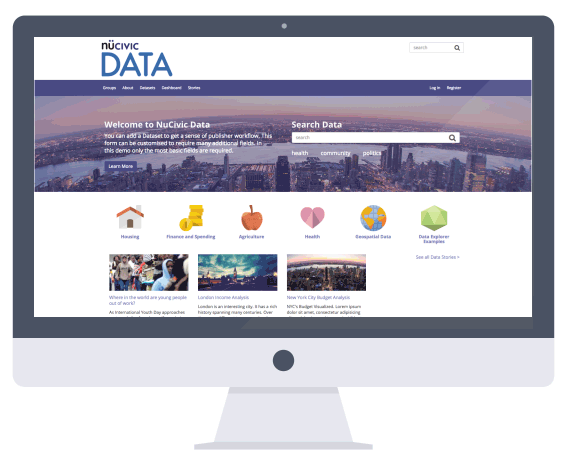 nüCIVIC
DATA
search
Groups About Datasets Dashboard Stories
Log in Register
Welcome to NuCivic Data
You can add a Dataset to get a sense of publisher workflow. This
form can be customised to require many additional fields. In
this demo only the most basic fields are required.
Learn More
Search Data
search
health community politics
Housing
Finance and Spending
Agriculture
Health
Geospatial Data
Data Explorer
Examples
See all Data Stories >
Where in the world are young people
out of work?
As International Youth Day approaches
London Income Analysis
London is an interesting city. It has a rich
history spanning many centuries. Over
New York City Budget Analysis
NYC's Budget Visualized. Lorem ipsum
dolor sit amet, consectetur adipiscing